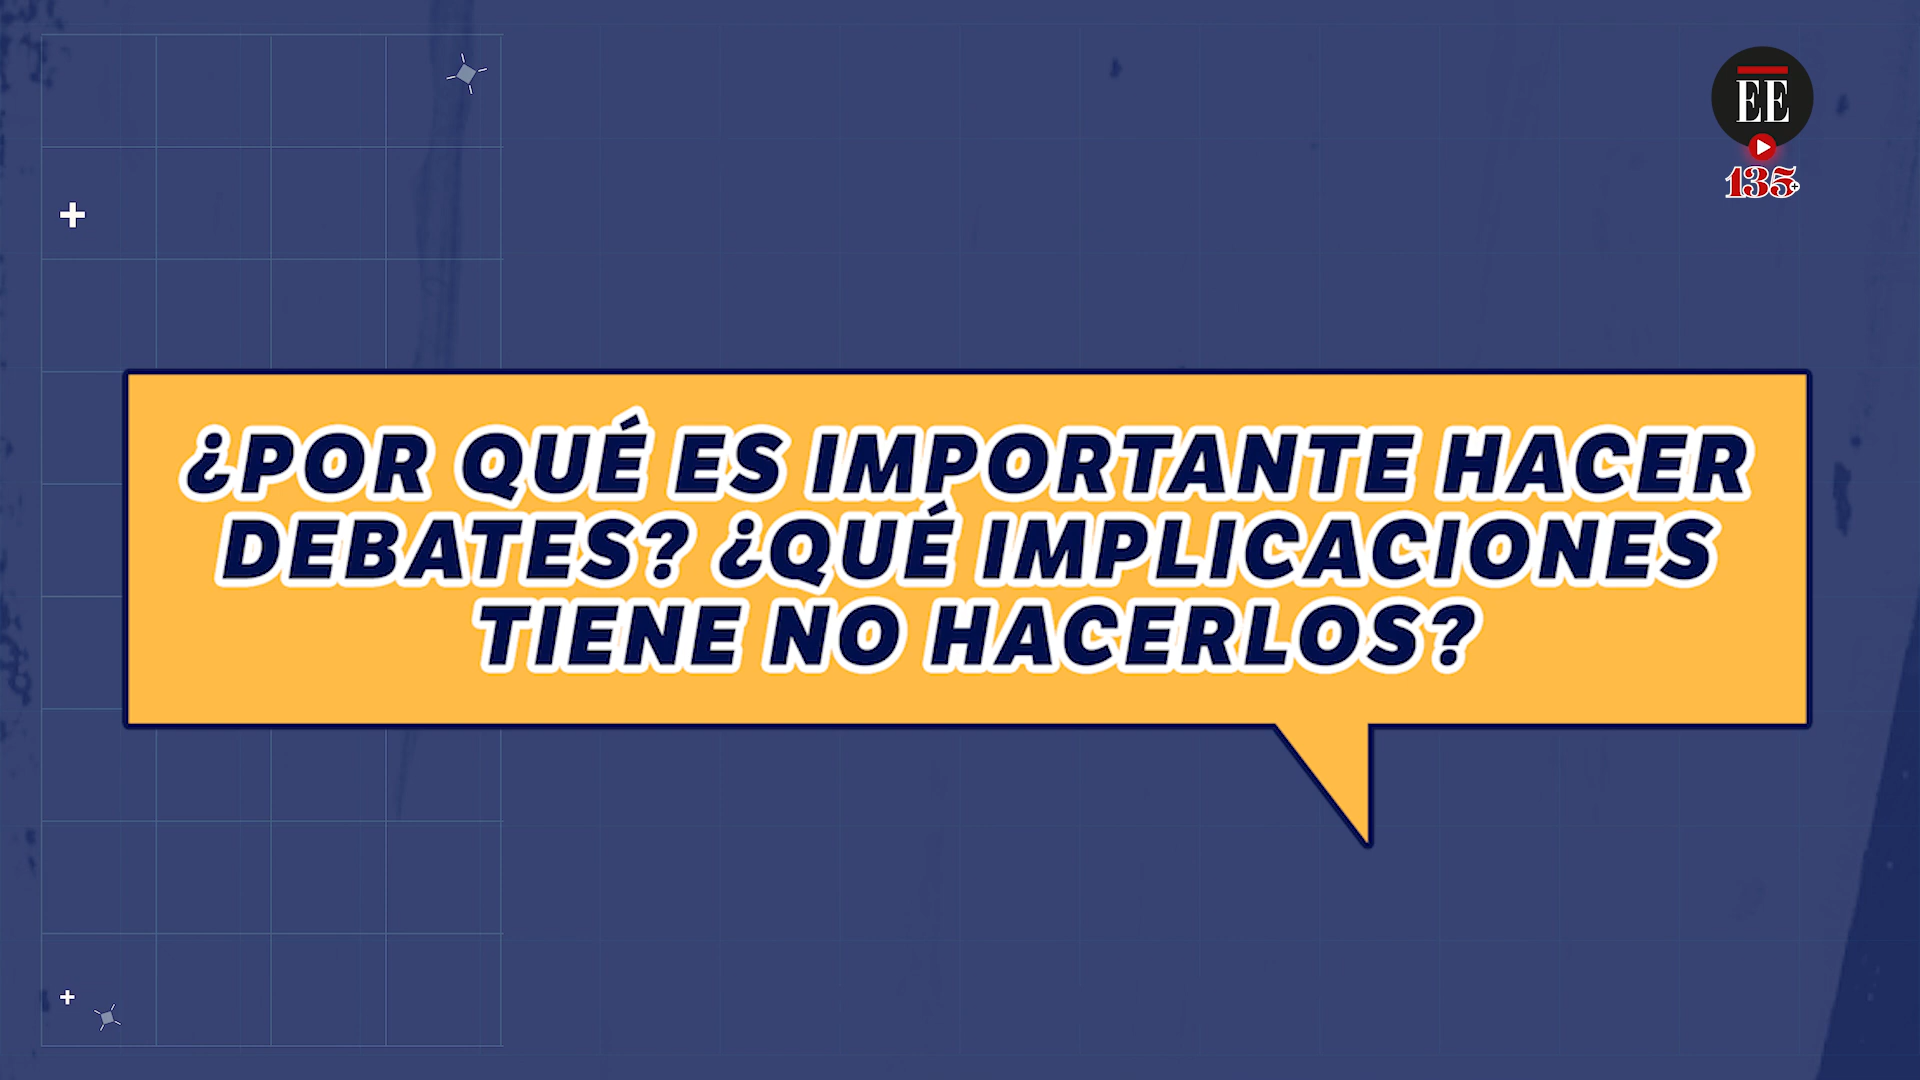 EE
135+
¿POR QUÉ ES IMPORTANTE HACER
DEBATES? ¿QUÉ IMPLICACIONES
TIENE NO HACERLOS?